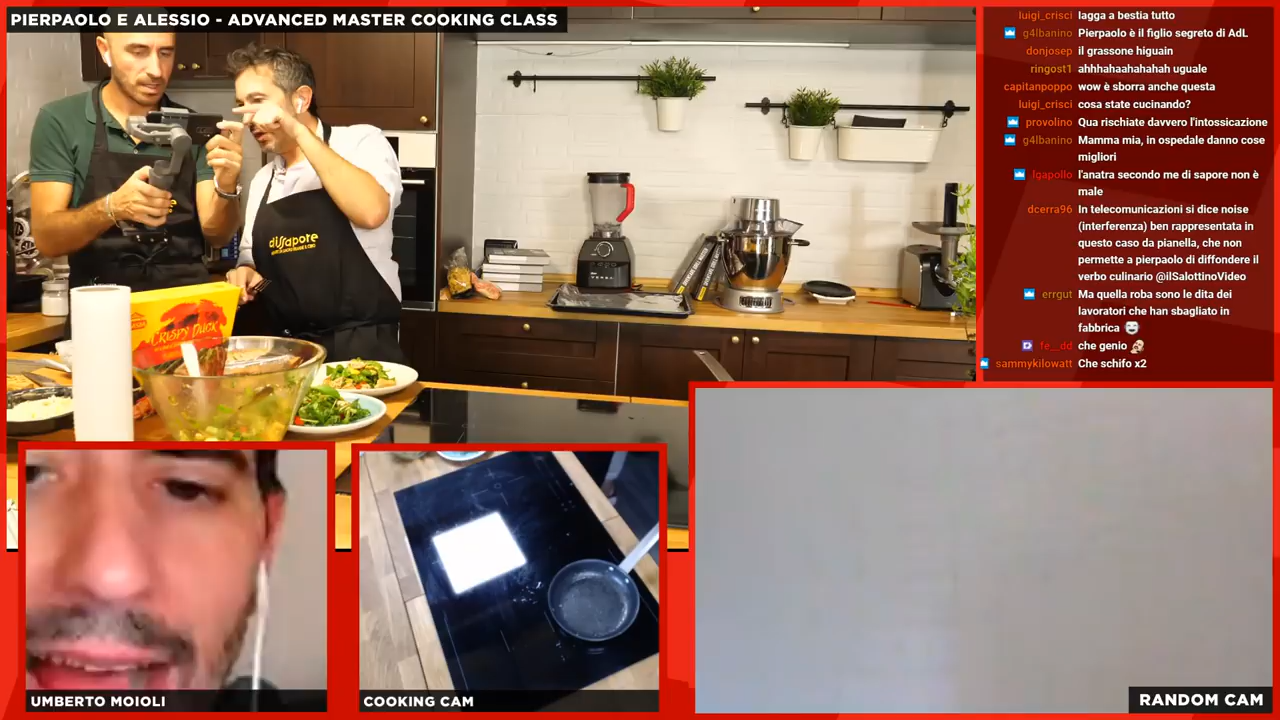 PIERPAOLO E ALESSIO - ADVANCED MASTER COOKING CLASS
luigi_crisci lagga a bestia tutto
g4lbanino Pierpaolo è il figlio segreto di AdL
donjosep il grassone higuain
ringost1 ahhhahaahahahah uguale
capitanpoppo wow è sborra anche questa
luigi_crisci cosa state cucinando?
provolino Qua rischiate davvero l'intossicazione
g4lbanino Mamma mia, in ospedale danno cose
migliori
lgapollo l'anatra secondo me di sapore non è
male
dcerra96 In telecomunicazioni si dice noise
(interferenza) ben rappresentata in
questo caso da pianella, che non
permette a pierpaolo di diffondere il
verbo culinario @ilSalottinoVideo
errgut Ma quella roba sono le dita dei
lavoratori che han sbagliato in
fabbrica
fe__dd che genio
sammykilowatt Che schifo x2
dissapore
CRISPY DUCK
UMBERTO MOIOLI
COOKING CAM
RANDOM CAM